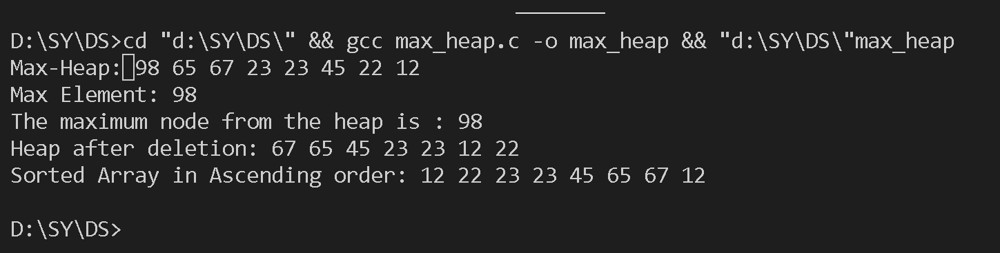 D:\SY\DS>cd "d:\SY\DS\" && gcc max_heap.c -o max_heap && "d:\SY\DS\"max_heap
Max-Heap: 98 65 67 23 23 45 22 12
Max Element: 98
The maximum node from the heap is : 98
Heap after deletion: 67 65 45 23 23 12 22
Sorted Array in Ascending order: 12 22 23 23 45 65 67 12
D:\SY\DS>